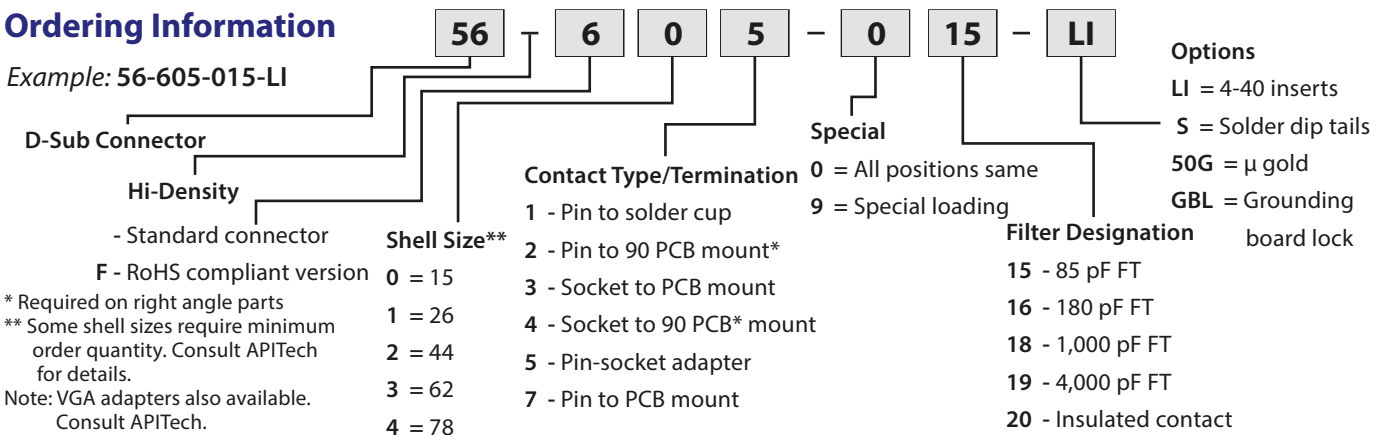 Ordering Information
56 – 6 0 5 – 0 15 – LI
Example: 56-605-015-LI
D-Sub Connector
Hi-Density
- Standard connector
F - RoHS compliant version
* Required on right angle parts
** Some shell sizes require minimum
order quantity. Consult APITech
for details.
Note: VGA adapters also available.
Consult APITech.
Shell Size**
0 = 15
1 = 26
2 = 44
3 = 62
4 = 78
Contact Type/Termination
1 - Pin to solder cup
2 - Pin to 90 PCB mount*
3 - Socket to PCB mount
4 - Socket to 90 PCB* mount
5 - Pin-socket adapter
7 - Pin to PCB mount
Special
0 = All positions same
9 = Special loading
Filter Designation
15 - 85 pF FT
16 - 180 pF FT
18 - 1,000 pF FT
19 - 4,000 pF FT
20 - Insulated contact
Options
LI = 4-40 inserts
S = Solder dip tails
50G = µ gold
GBL = Grounding
board lock